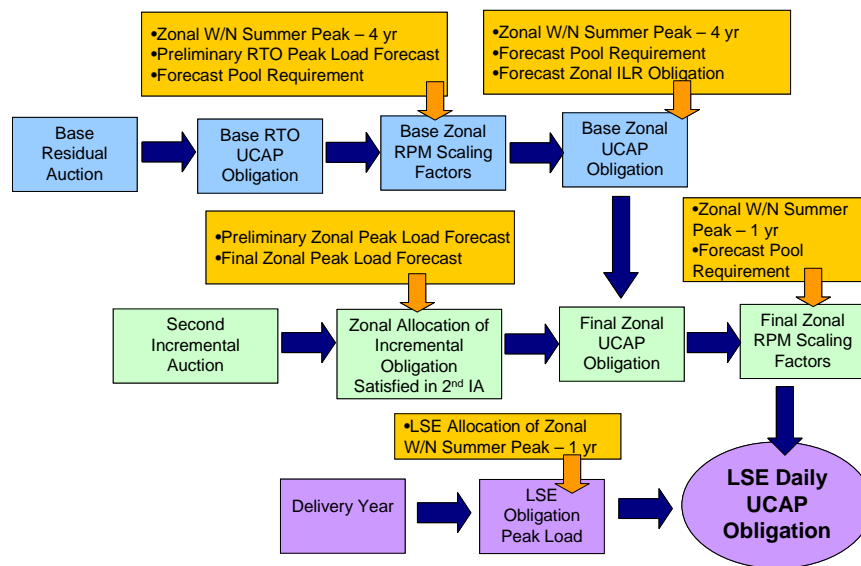 •Zonal W/N Summer Peak – 4 yr
•Preliminary RTO Peak Load Forecast
•Forecast Pool Requirement
•Zonal W/N Summer Peak – 4 yr
•Forecast Pool Requirement
•Forecast Zonal ILR Obligation
Base
Residual
Auction
Base RTO
UCAP
Obligation
Base Zonal
RPM Scaling
Factors
Base Zonal
UCAP
Obligation
•Preliminary Zonal Peak Load Forecast
•Final Zonal Peak Load Forecast
•Zonal W/N Summer
Peak – 1 yr
•Forecast Pool
Requirement
Second
Incremental
Auction
Zonal Allocation of
Incremental
Obligation
Satisfied in 2nd IA
Final Zonal
UCAP
Obligation
Final Zonal
RPM Scaling
Factors
•LSE Allocation of Zonal
W/N Summer Peak – 1 yr
Delivery Year
LSE
Obligation
Peak Load
LSE Daily
UCAP
Obligation